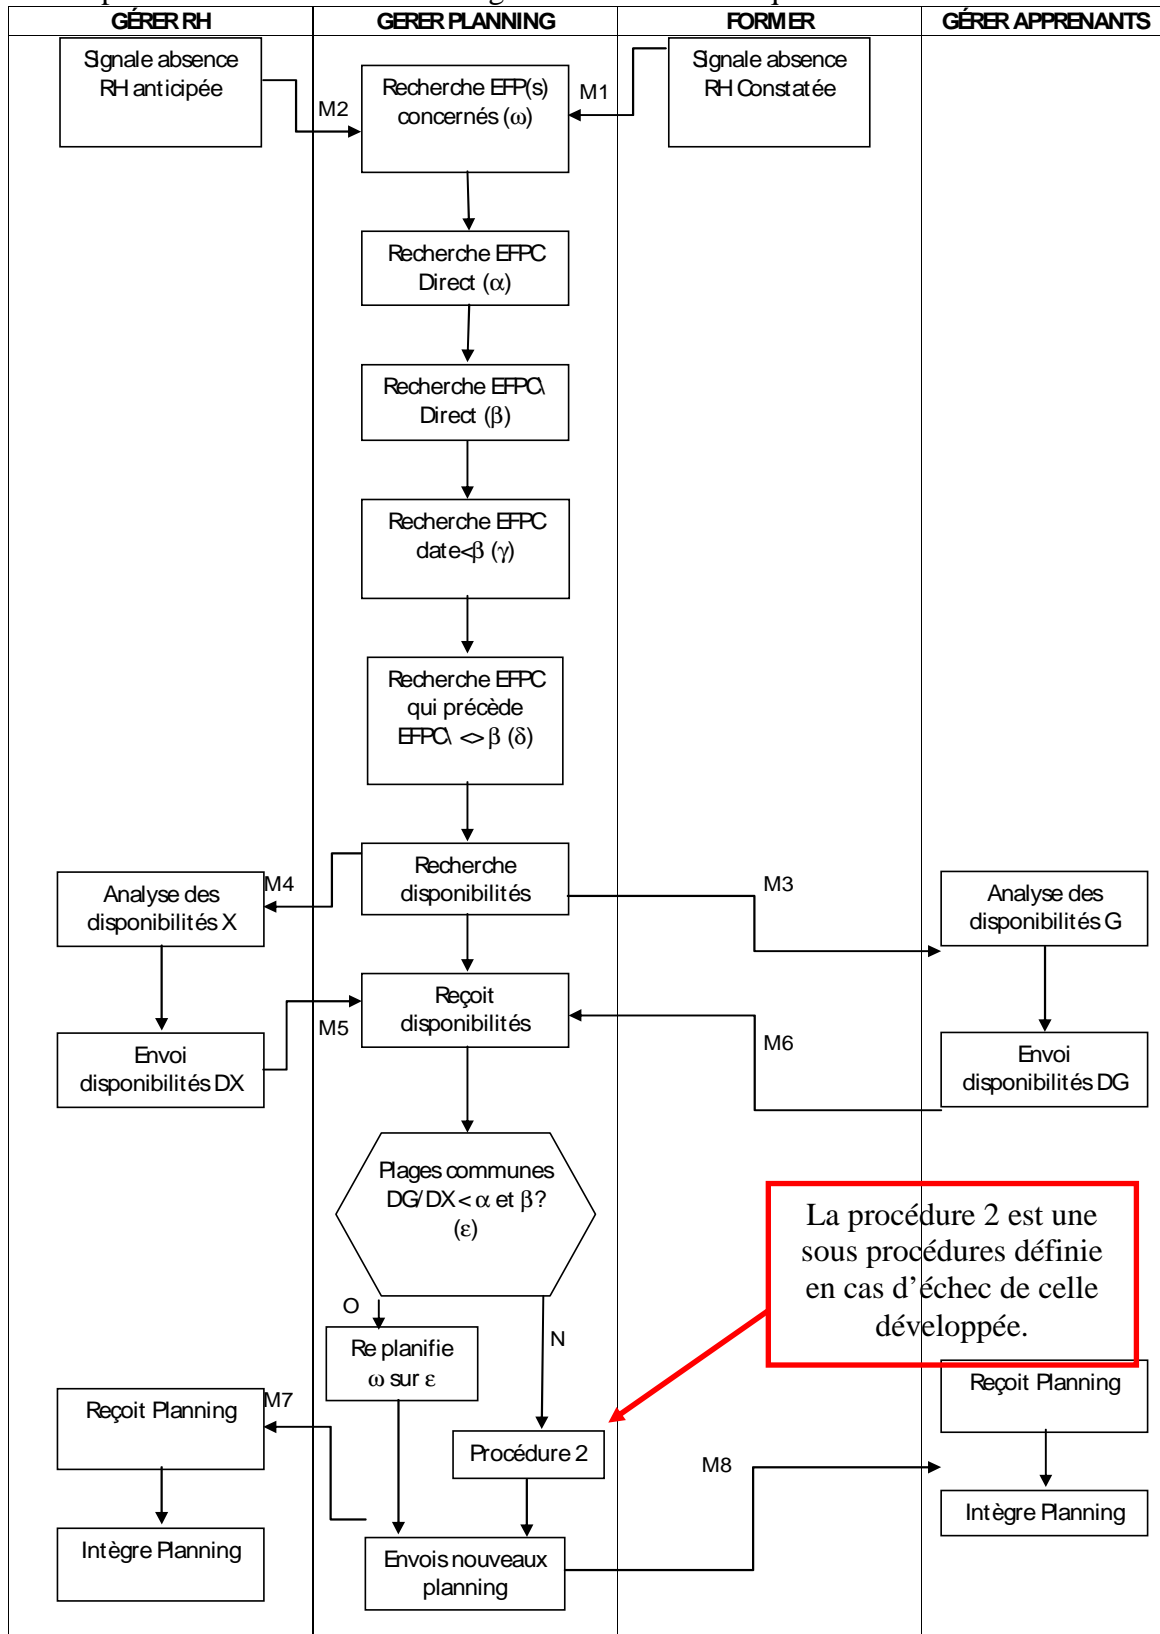 GÉRER RH
GERER PLANNING
FORMER
GÉRER APPRENANTS
Signale absence
RH anticipée
M2
Recherche EFP(s)
concernés (ω)
M1
Signale absence
RH Constatée
Recherche EFPC
Direct (α)
Recherche EFPC\
Direct (β)
Recherche EFPC
date<β (γ)
Recherche EFPC
qui précède
EFPC\ <> β (δ)
Recherche
disponibilités
M4
M3
Analyse des
disponibilités X
Analyse des
disponibilités G
Reçoit
disponibilités
M5
M6
Envoi
disponibilités DX
Envoi
disponibilités DG
Plages communes
DG/DX < α et β?
(ε)
La procédure 2 est une
sous procédures définie
en cas d'échec de celle
développée.
O
N
Re planifie
ω sur ε
M7
Reçoit Planning
Reçoit Planning
Procédure 2
M8
Intègre Planning
Intègre Planning
Envois nouveaux
planning